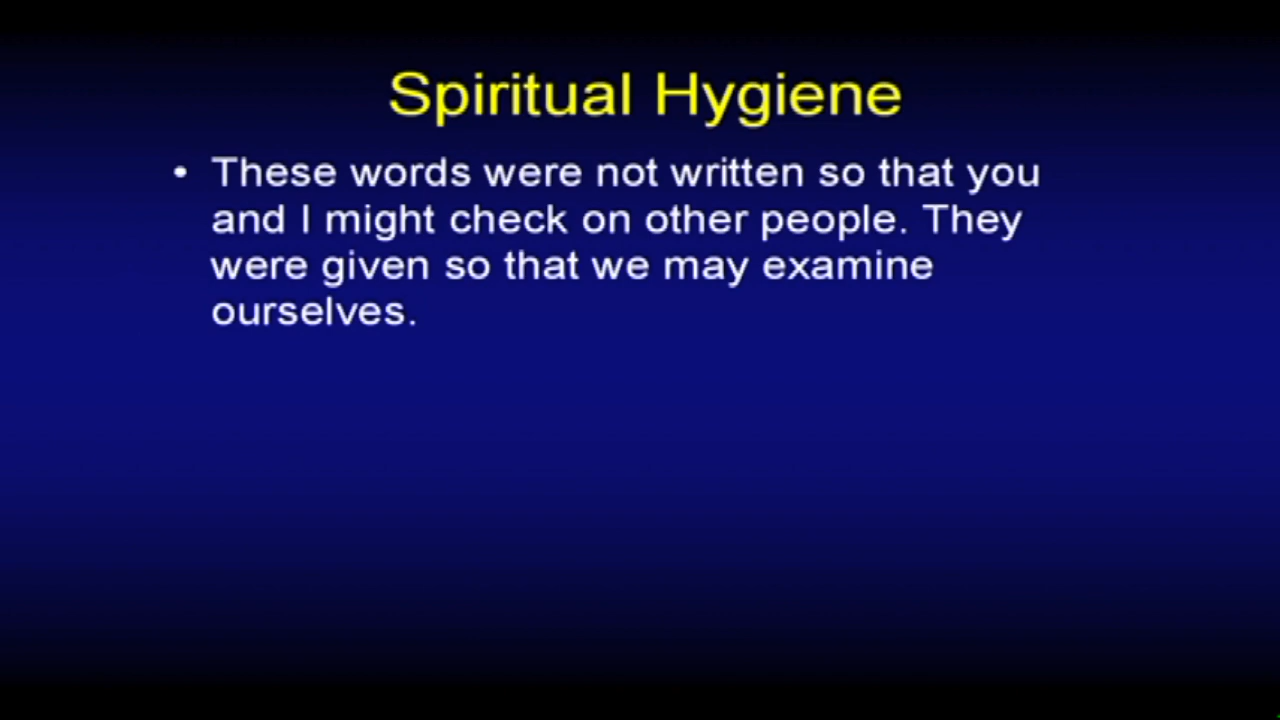 Spiritual Hygiene
• These words were not written so that you
and I might check on other people. They
were given so that we may examine
ourselves.